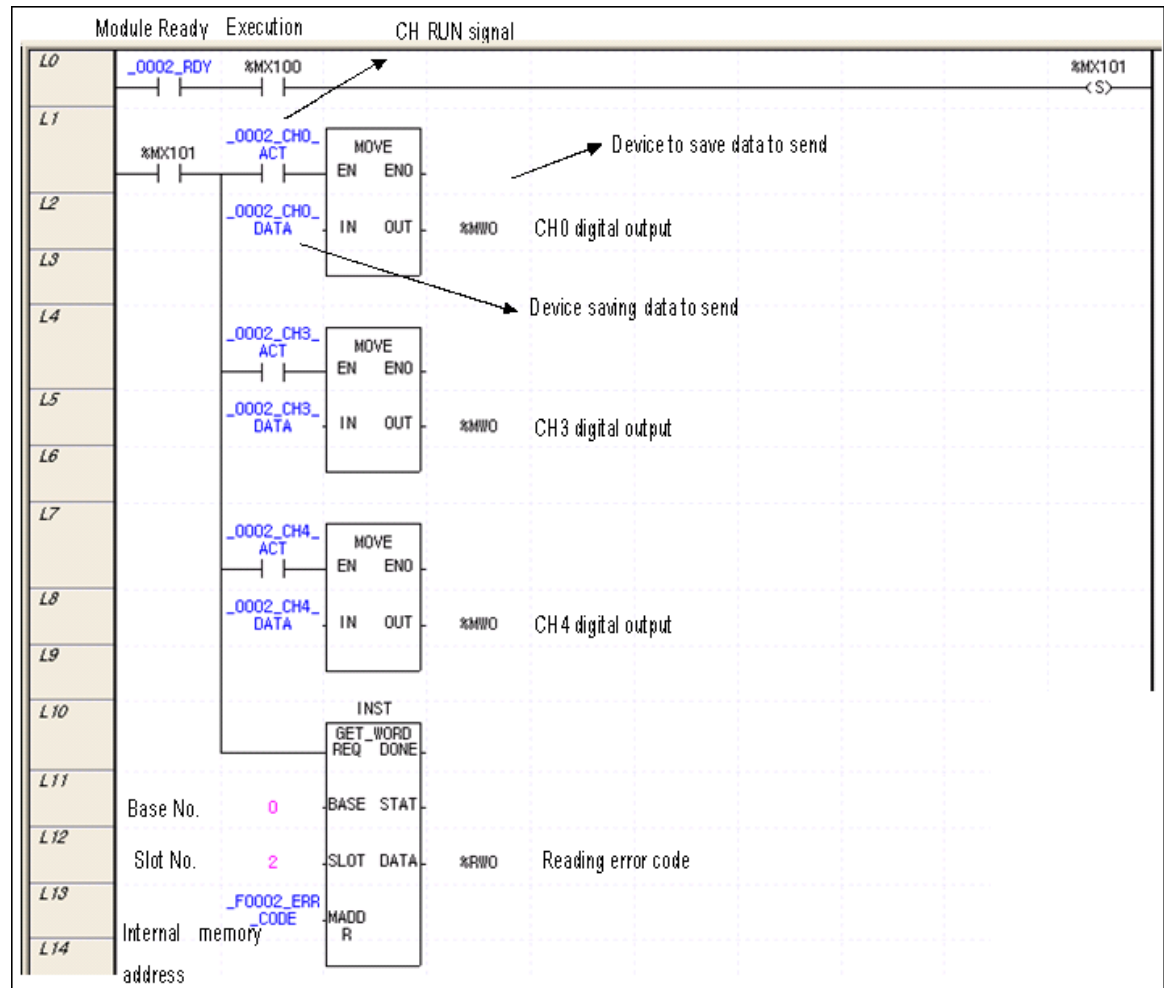 Module Ready Execution CH RUN signal
L0 _0002_RDY %MX100 %MX101
(S)
L1
_0002_CH0_
ACT MOVE Device to save data to send
%MX101
EN ENO
L2
_0002_CH0_
DATA IN OUT %MW0 CH0 digital output
L3
Device saving data to send
L4
_0002_CH3_
ACT MOVE
EN ENO
L5
_0002_CH3_
DATA IN OUT %MW0 CH3 digital output
L6
L7
_0002_CH4_
ACT MOVE
EN ENO
L8
_0002_CH4_
DATA IN OUT %MW0 CH4 digital output
L9
L10 INST
GET_WORD
REQ DONE
L11
Base No. 0 BASE STAT
L12
Slot No. 2 SLOT DATA %RW0 Reading error code
L13
_F0002_ERR
_CODE MADD
R
Internal memory
L14
address